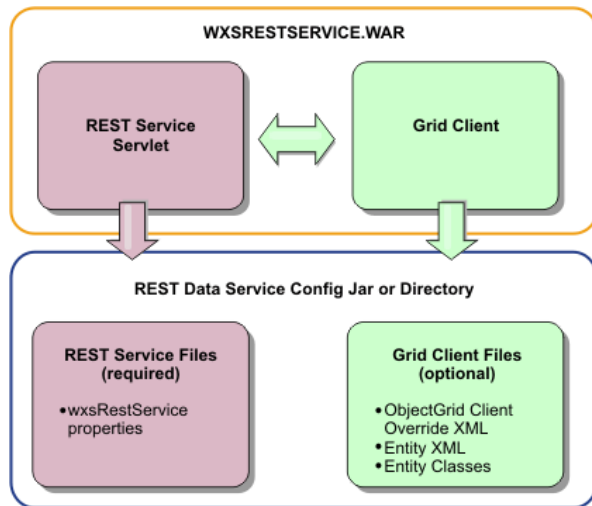 WXSRESTSERVICE.WAR
REST Service
Servlet
Grid Client
REST Data Service Config Jar or Directory
REST Service Files
(required)
•wxsRestService
properties
Grid Client Files
(optional)
•ObjectGrid Client
Override XML
•Entity XML
•Entity Classes